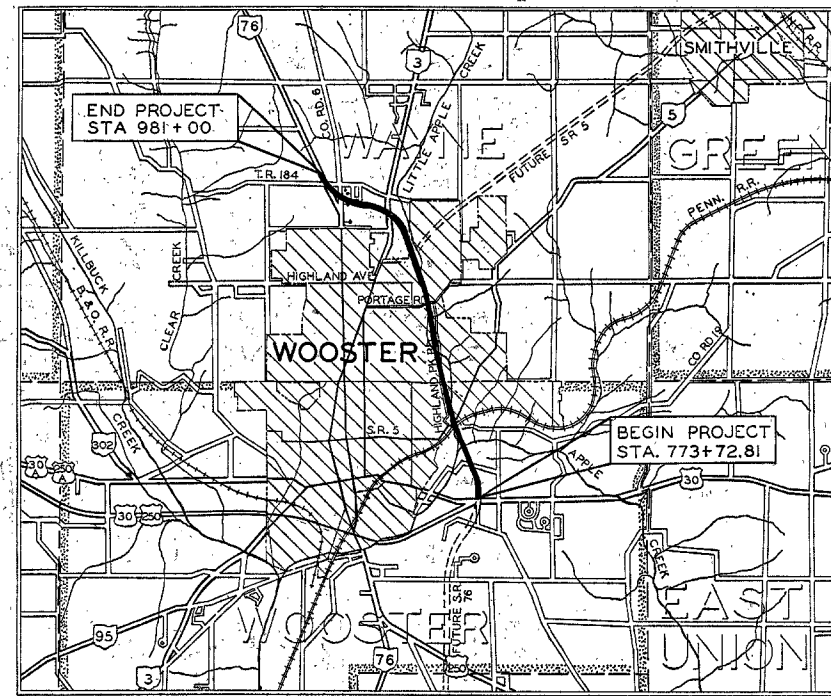 76
3
CO. RD. 6
LITTLE APPLE CREEK
SMITHVILLE
R.R.
5
END PROJECT
STA 981+00
WAYNE
GREEN
FUTURE SR 5
T.R. 184
PENN. R.R.
KILLBUCK
CREEK
B. & O. R.R.
CLEAR
CREEK
HIGHLAND AVE
PORTAGE RD
WOOSTER
HIGHLAND PK RD
CO RD 19
S.R. 5
BEGIN PROJECT
STA. 773+72.81
302
30
A
250
A
APPLE
CREEK
30
30
250
FUTURE S.R.
76
WOOSTER
EAST
UNION
95
3
76
250